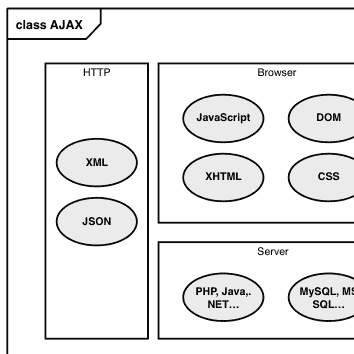 class AJAX
HTTP
Browser
JavaScript
DOM
XML
XHTML
CSS
JSON
Server
PHP, Java,.
NET...
MySQL, MS
SQL...